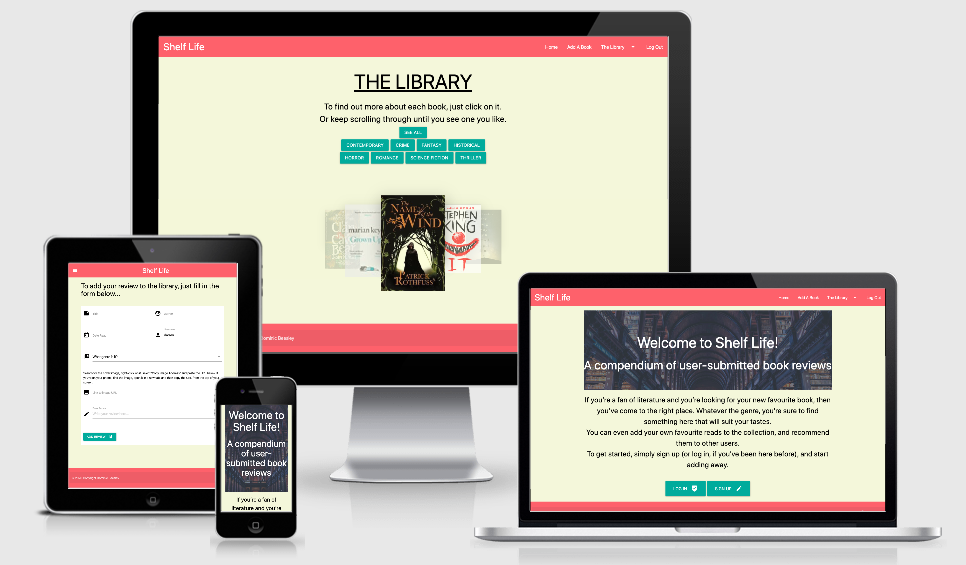 Shelf Life
Home Add A Book The Library Log Out
THE LIBRARY
To find out more about each book, just click on it.
Or keep scrolling through until you see one you like.
SEE ALL
CONTEMPORARY CRIME FANTASY HISTORICAL
HORROR ROMANCE SCIENCE FICTION THRILLER
NAME
WIND
PATRICK
ROTHFUSS
marian key
Grown Up
STEPHEN
KING
IT
Beasley
Shelf Life
To add your review to the library, just fill in the
form below...
Shelf Life
Home Add A Book The Library Log Out
Welcome to Shelf Life!
A compendium of user-submitted book reviews
If you're a fan of literature and you're looking for your new favourite book, then
you've come to the right place. Whatever the genre, you're sure to find
something here that will suit your tastes.
You can even add your own favourite reads to the collection, and recommend
them to other users.
To get started, simply sign up (or log in, if you've been here before), and start
adding away.
LOG IN SIGN UP
Welcome to
Shelf Life!
A compendium
of user-
submitted book
reviews
If you're a fan of
literature and you're